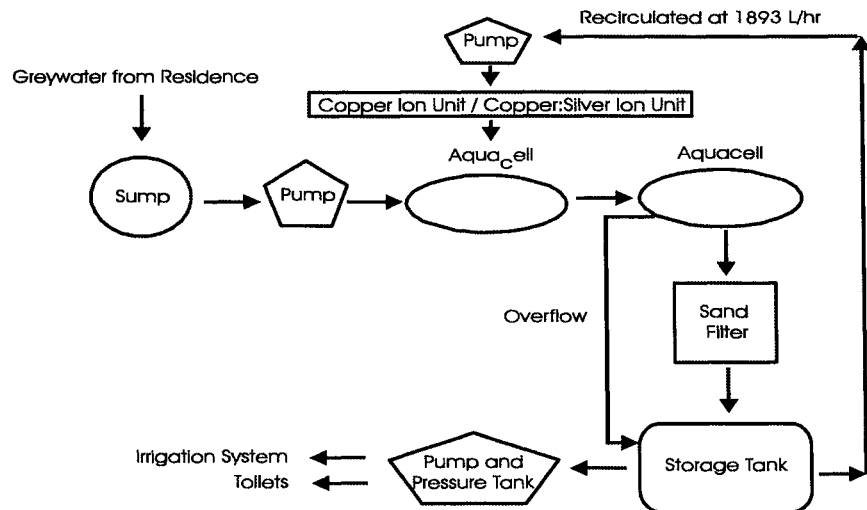 Recirculated at 1893 L/hr
Pump
Greywater from Residence
Copper Ion Unit / Copper:Silver Ion Unit
Aquacell
Aquacell
Sump
Pump
Overflow
Sand
Filter
Irrigation System
Toilets
Pump and
Pressure Tank
Storage Tank